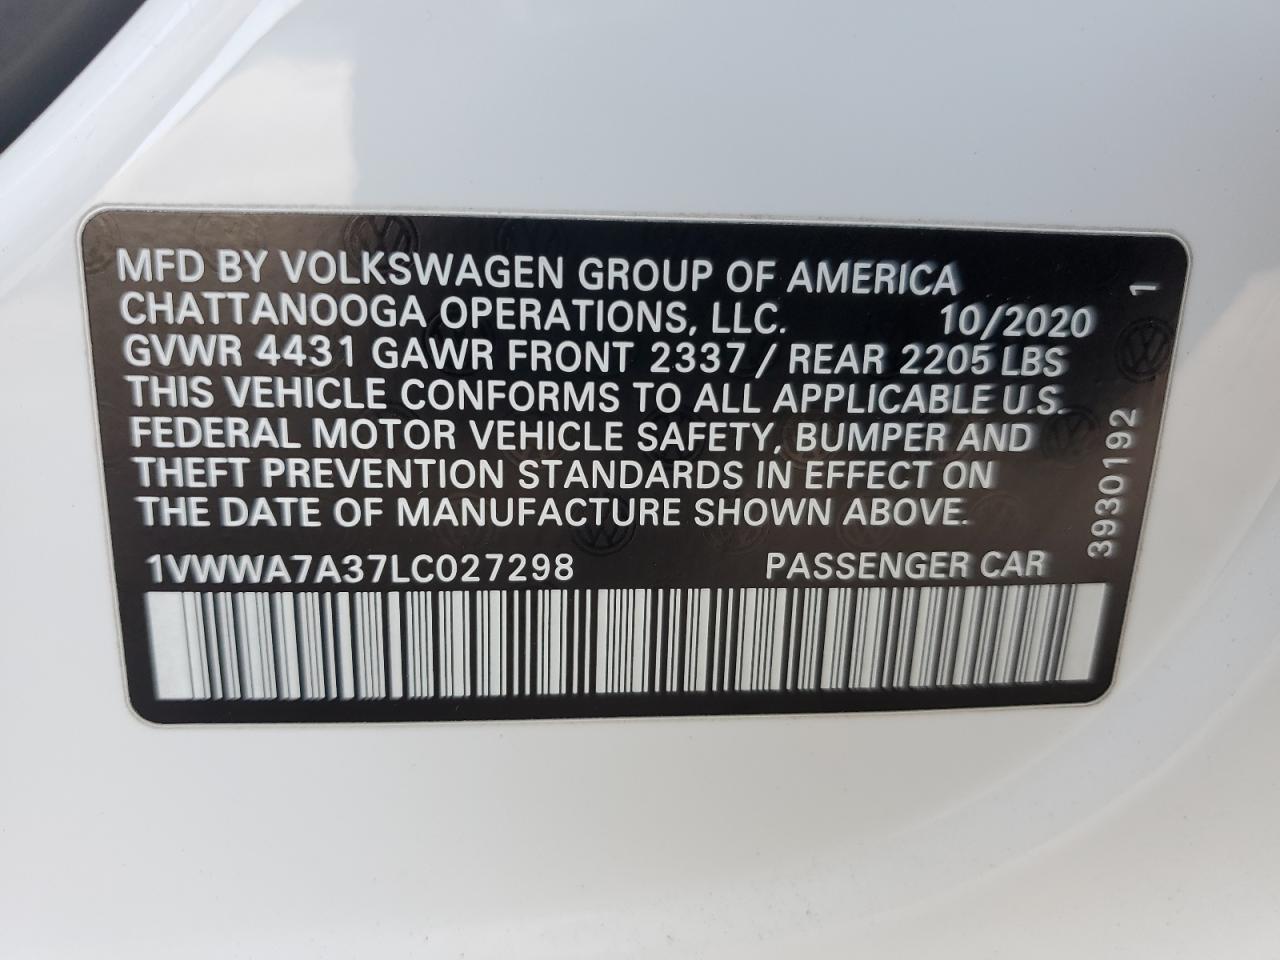 MFD BY VOLKSWAGEN GROUP OF AMERICA
CHATTANOOGA OPERATIONS, LLC. 10/2020
GVWR 4431 GAWR FRONT 2337 / REAR 2205 LBS
THIS VEHICLE CONFORMS TO ALL APPLICABLE U.S.
FEDERAL MOTOR VEHICLE SAFETY, BUMPER AND
THEFT PREVENTION STANDARDS IN EFFECT ON
THE DATE OF MANUFACTURE SHOWN ABOVE.
1VWWA7A37LC027298 PASSENGER CAR
3930192 1